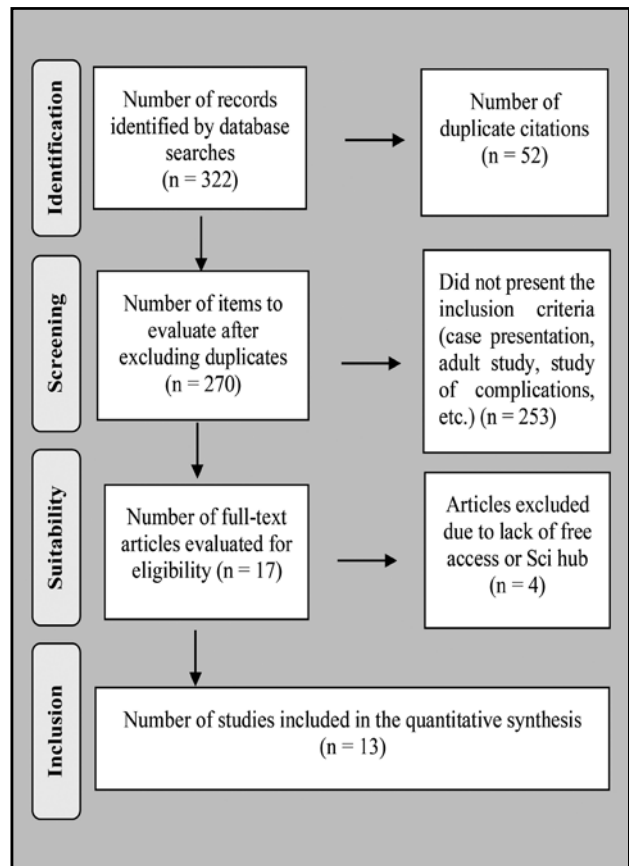 Identification
Number of records
identified by database
searches
(n = 322)
Number of
duplicate citations
(n = 52)
Screening
Number of items to
evaluate after
excluding duplicates
(n = 270)
Did not present the
inclusion criteria
(case presentation,
adult study, study
of complications,
etc.) (n = 253)
Suitability
Number of full-text
articles evaluated for
eligibility (n = 17)
Articles excluded
due to lack of free
access or Sci hub
(n = 4)
Inclusion
Number of studies included in the quantitative synthesis
(n = 13)